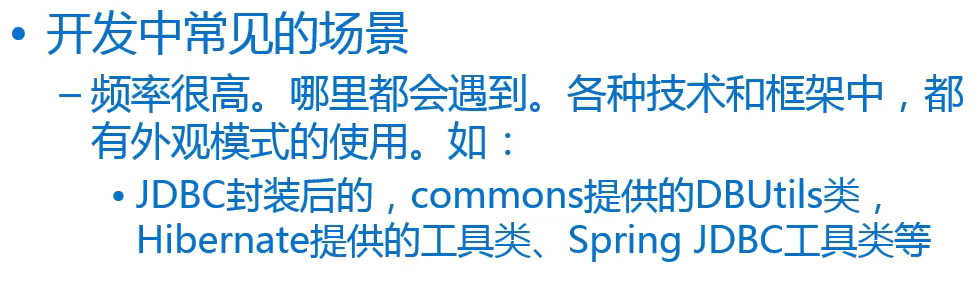 • 开发中常见的场景
– 频率很高。哪里都会遇到。各种技术和框架中，都
有外观模式的使用。如：
• JDBC封装后的，commons提供的DBUtils类，
Hibernate提供的工具类、Spring JDBC工具类等